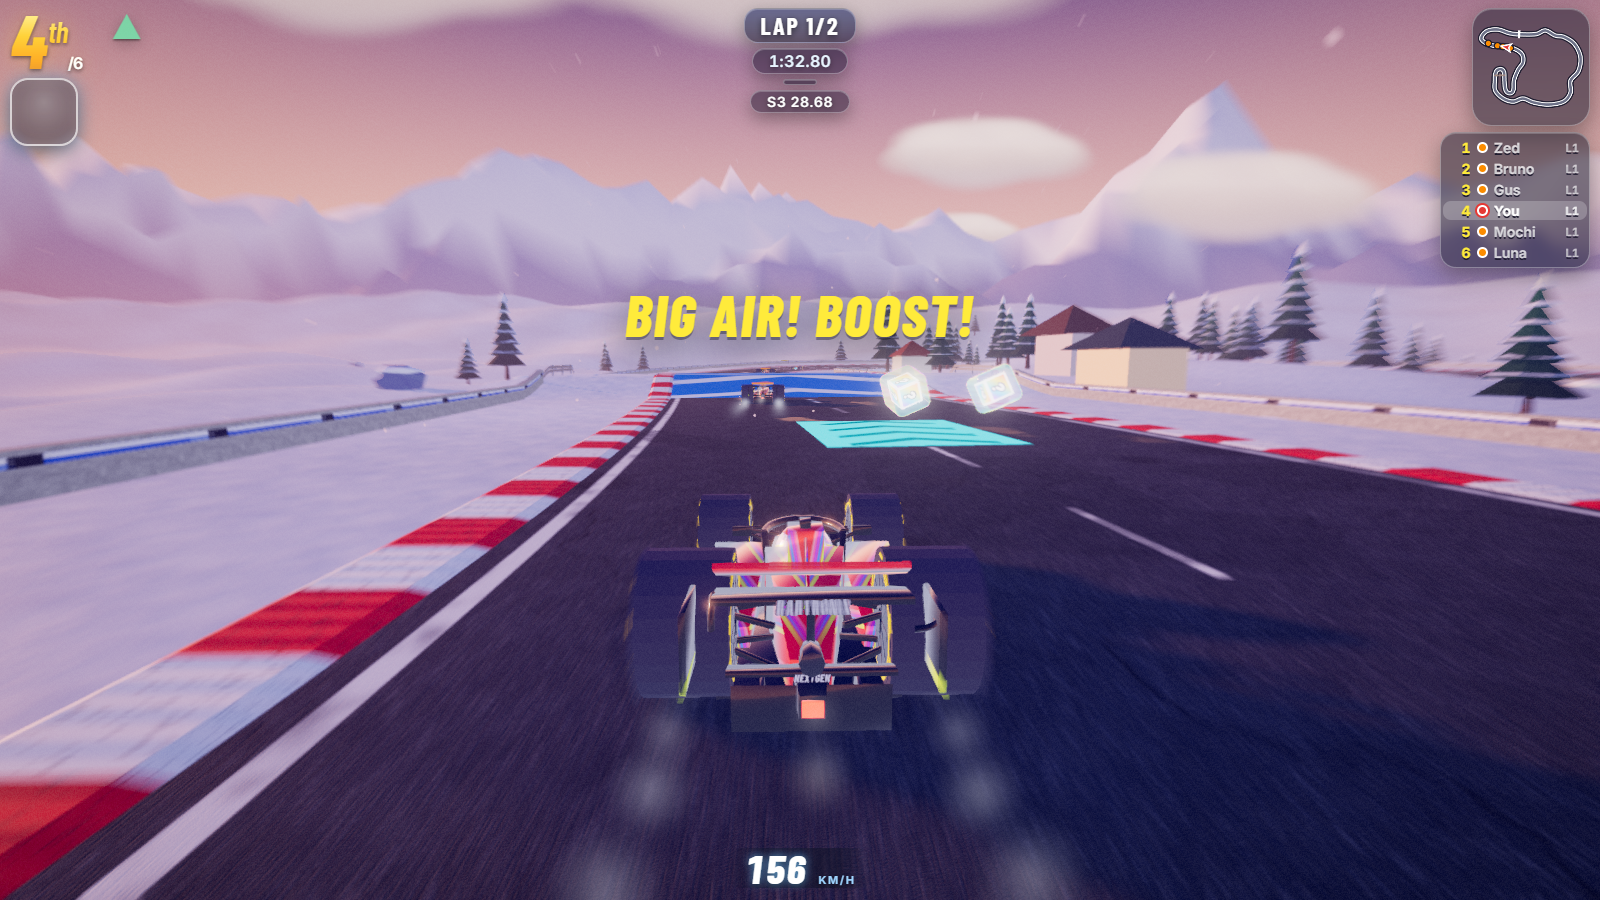 4th
/6
LAP 1/2
1:32.80
S3 28.68
1 Zed L1
2 Bruno L1
3 Gus L1
4 You L1
5 Mochi L1
6 Luna L1
BIG AIR! BOOST!
NEXTGEN
156 KM/H